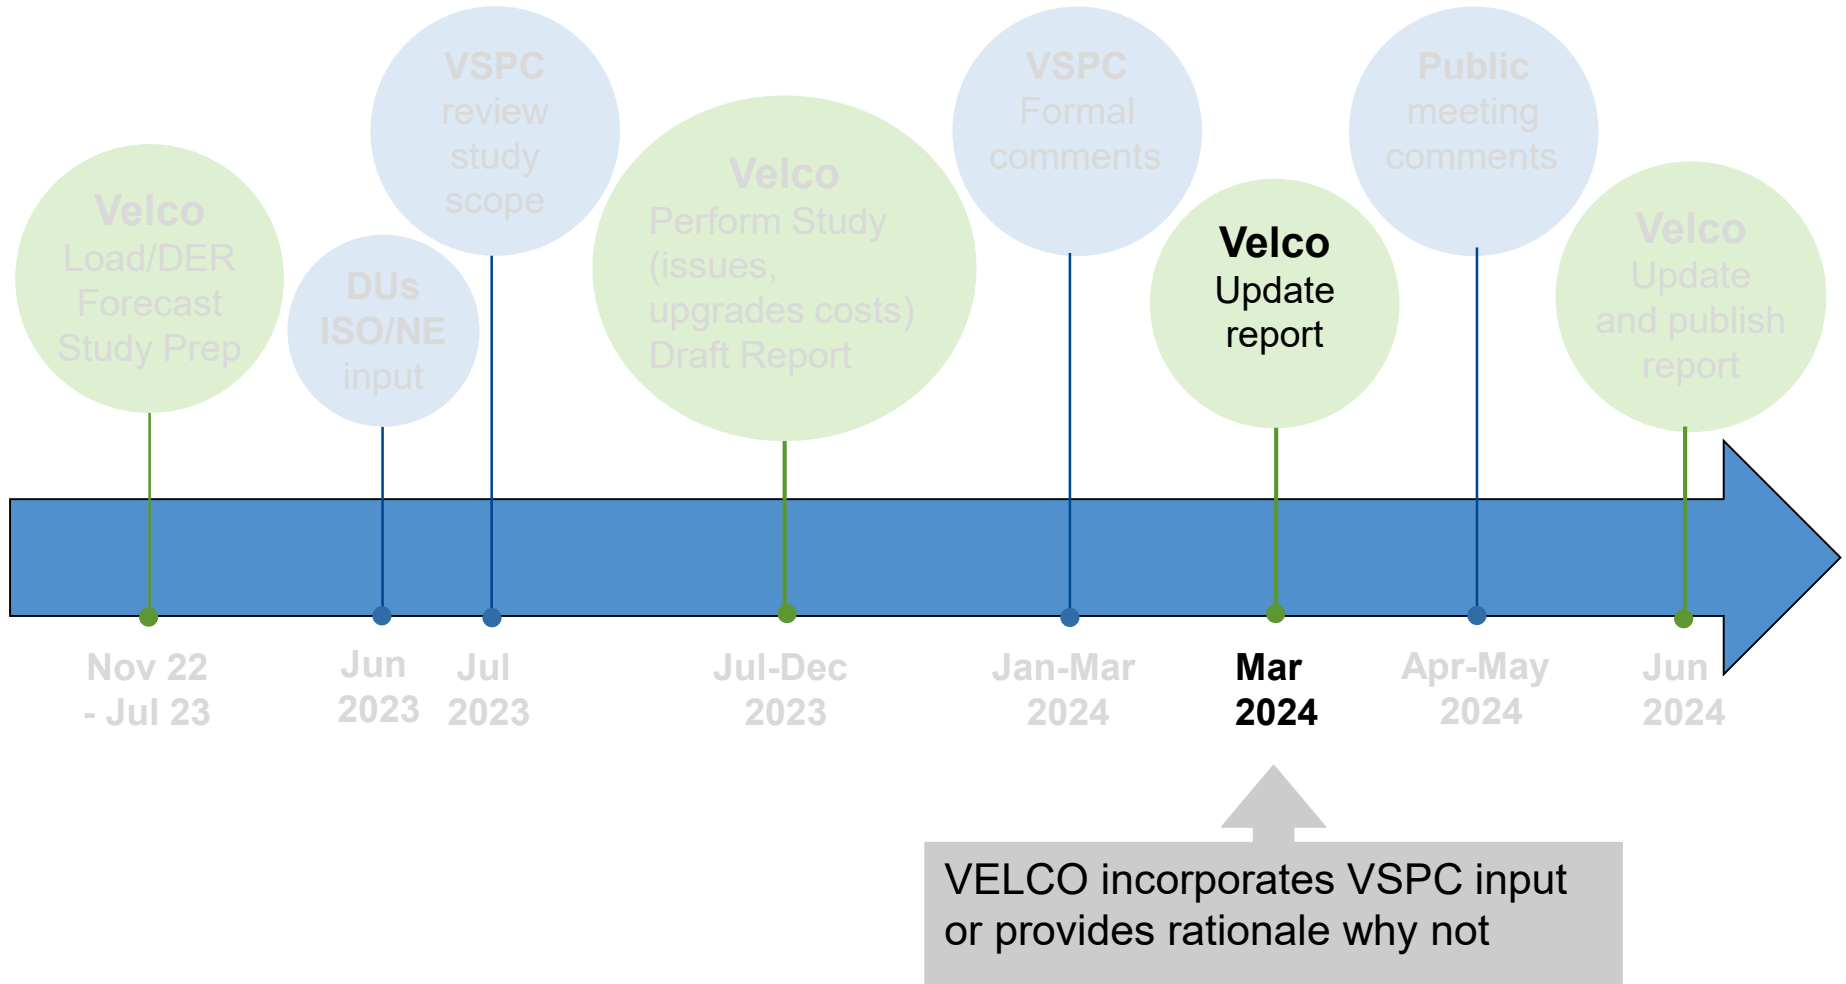 Velco
Load/DER
Forecast
Study Prep
DUs
ISO/NE
input
VSPC
review
study
scope
Velco
Perform Study
(issues,
upgrades costs)
Draft Report
VSPC
Formal
comments
Velco
Update
report
Public
meeting
comments
Velco
Update
and publish
report
Nov 22
- Jul 23
Jun
2023
Jul
2023
Jul-Dec
2023
Jan-Mar
2024
Mar
2024
Apr-May
2024
Jun
2024
VELCO incorporates VSPC input
or provides rationale why not